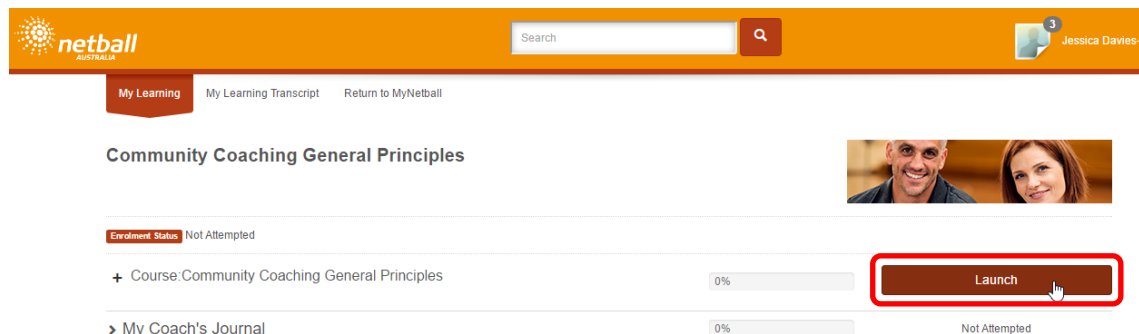 netball
AUSTRALIA
Search
3
Jessica Davies-
My Learning
My Learning Transcript
Return to MyNetball
Community Coaching General Principles
Enrolment Status Not Attempted
+ Course:Community Coaching General Principles
0%
Launch
> My Coach's Journal
0%
Not Attempted